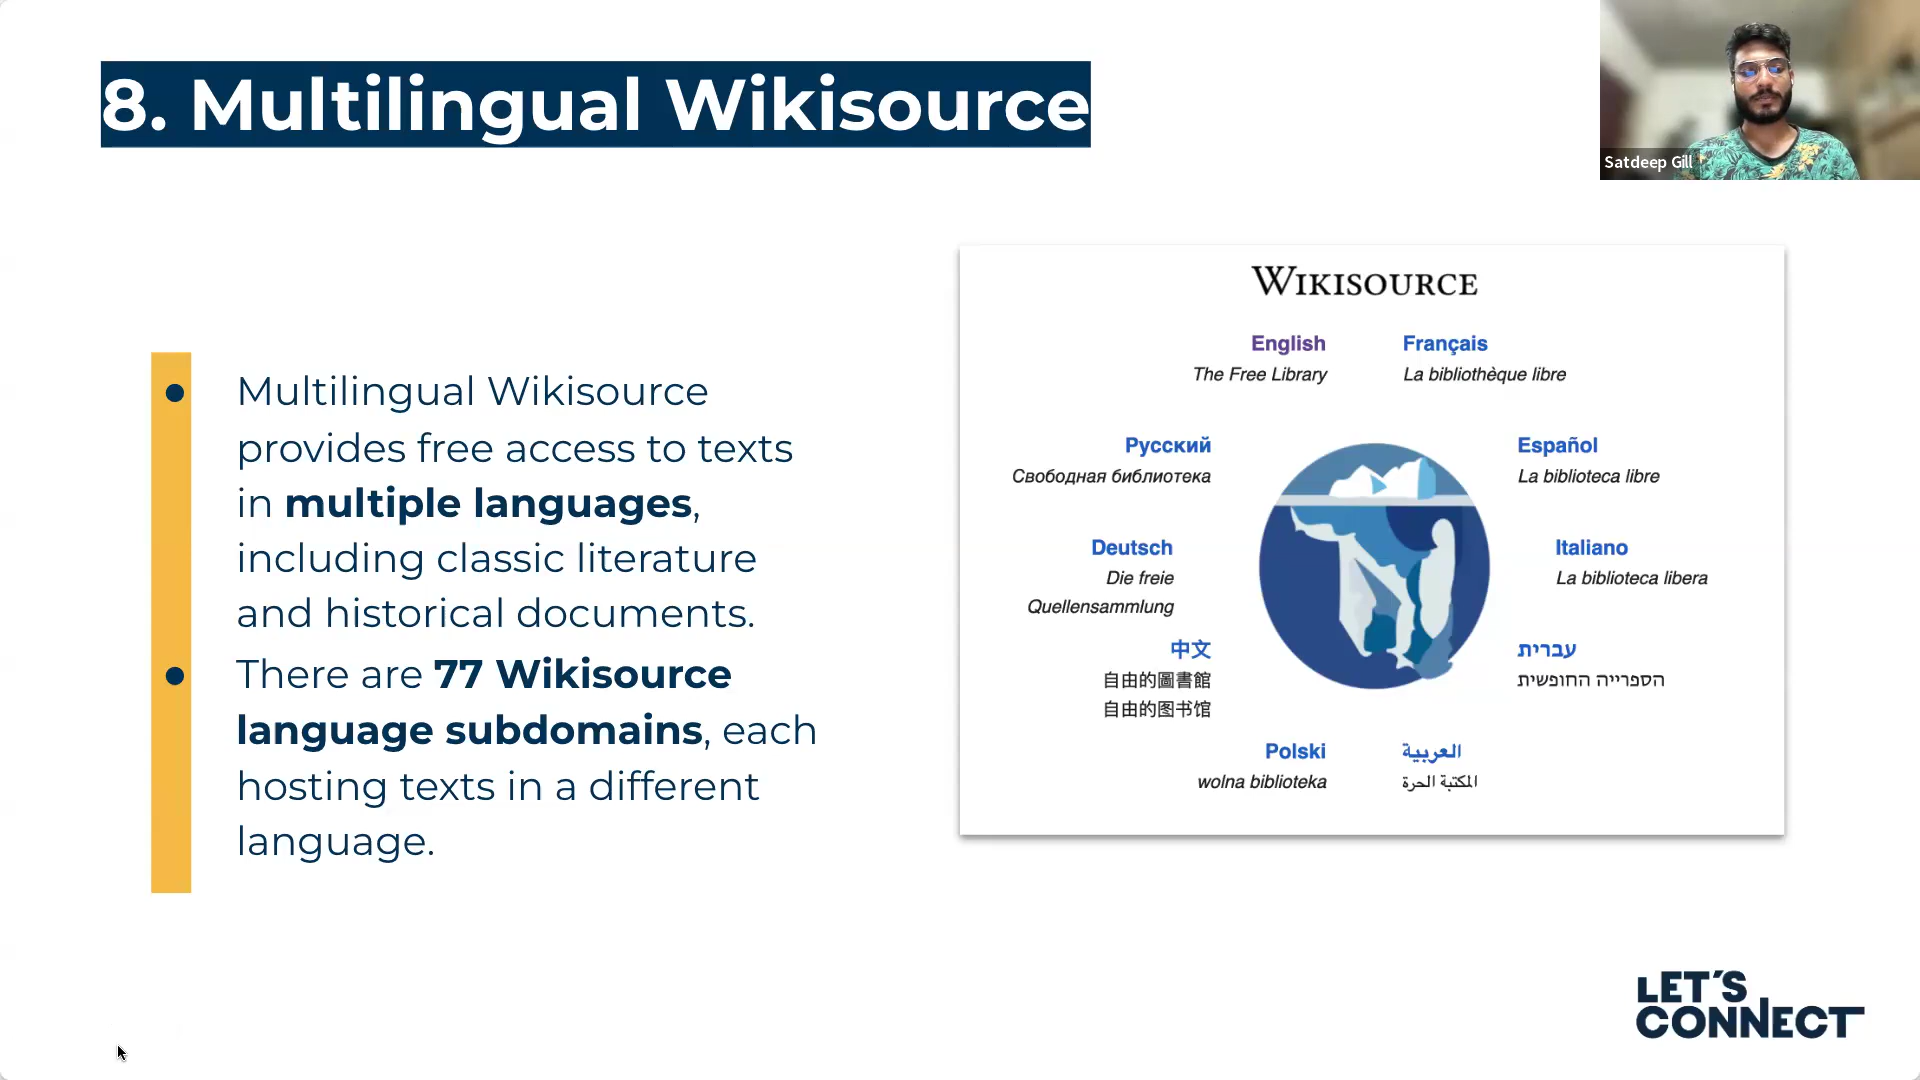 8. Multilingual Wikisource
Satdeep Gill
• Multilingual Wikisource
provides free access to texts
in multiple languages,
including classic literature
and historical documents.
• There are 77 Wikisource
language subdomains, each
hosting texts in a different
language.
WIKISOURCE
English
The Free Library
Français
La bibliothèque libre
Русский
Свободная библиотека
Español
La biblioteca libre
Deutsch
Die freie
Quellensammlung
Italiano
La biblioteca libera
中文
自由的圖書館
自由的图书馆
עברית
הספרייה החופשית
Polski
wolna biblioteka
العربية
المكتبة الحرة
LET'S
CONNECT